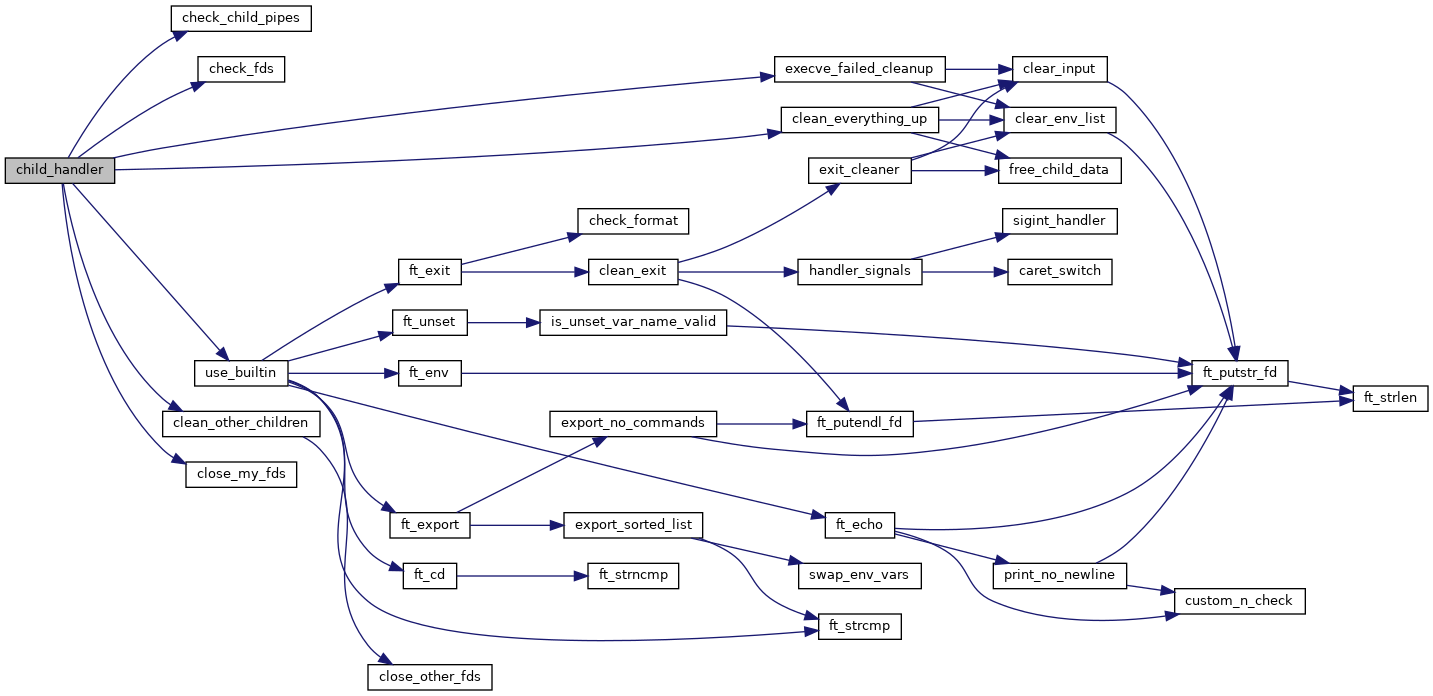 check_child_pipes
check_fds
execve_failed_cleanup
clear_input
clean_everything_up
clear_env_list
child_handler
exit_cleaner
free_child_data
check_format
sigint_handler
ft_exit
clean_exit
handler_signals
caret_switch
ft_unset
is_unset_var_name_valid
use_builtin
ft_env
ft_putstr_fd
ft_strlen
clean_other_children
export_no_commands
ft_putendl_fd
close_my_fds
ft_export
export_sorted_list
ft_echo
ft_cd
ft_strncmp
swap_env_vars
print_no_newline
custom_n_check
ft_strcmp
close_other_fds